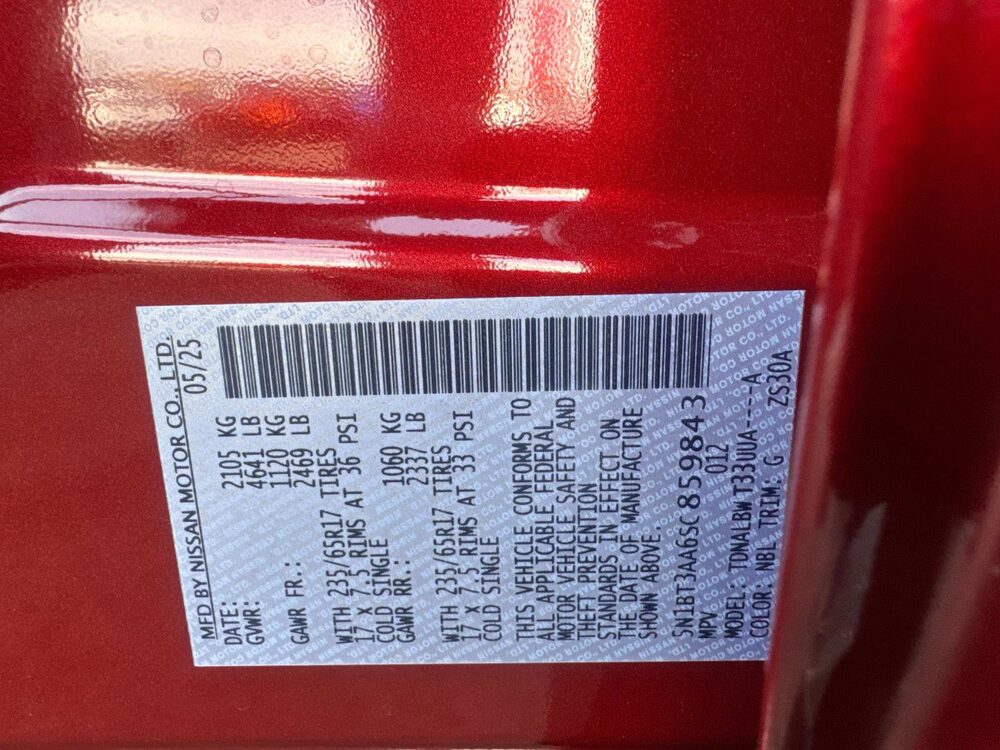 MFD BY NISSAN MOTOR CO., LTD.
DATE: 05/25
GVWR: 2105 KG
4641 LB
GAWR FR.: 1120 KG
2469 LB
WITH 235/65R17 TIRES
17 X 7.5 RIMS AT 36 PSI
COLD SINGLE
GAWR RR.: 1060 KG
2337 LB
WITH 235/65R17 TIRES
17 X 7.5 RIMS AT 33 PSI
COLD SINGLE
THIS VEHICLE CONFORMS TO
ALL APPLICABLE FEDERAL
MOTOR VEHICLE SAFETY AND
THEFT PREVENTION
STANDARDS IN EFFECT ON
THE DATE OF MANUFACTURE
SHOWN ABOVE.
5N1BT3AA6SC859843
MPV 01Z
MODEL: TDNALBWT33UUA----A
COLOR: NBL TRIM: G ZS30A